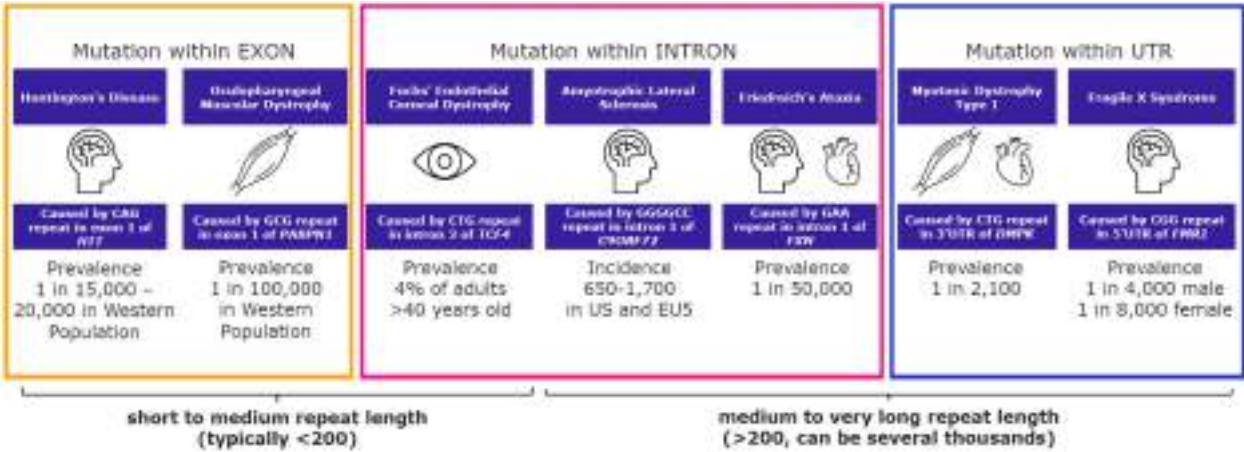 Mutation within EXON
Huntington's Disease
Oculopharyngeal
Muscular Dystrophy
Caused by CAG
repeat in exon 1 of
HTT
Caused by GCG repeat
in exon 1 of PABPN1
Prevalence
1 in 15,000 –
20,000 in Western
Population
Prevalence
1 in 100,000
in Western
Population
Mutation within INTRON
Fuchs' Endothelial
Corneal Dystrophy
Amyotrophic Lateral
Sclerosis
Friedreich's Ataxia
Caused by CTG repeat
in intron 2 of TCF4
Caused by GGGGCC
repeat in intron 1 of
C9ORF72
Caused by GAA
repeat in intron 1 of
FXN
Prevalence
4% of adults
>40 years old
Incidence
650-1,700
in US and EU5
Prevalence
1 in 50,000
Mutation within UTR
Myotonic Dystrophy
Type 1
Fragile X Syndrome
Caused by CTG repeat
in 3'UTR of DMPK
Caused by CGG repeat
in 5'UTR of FMR1
Prevalence
1 in 2,100
Prevalence
1 in 4,000 male
1 in 8,000 female
short to medium repeat length
(typically <200)
medium to very long repeat length
(>200, can be several thousands)